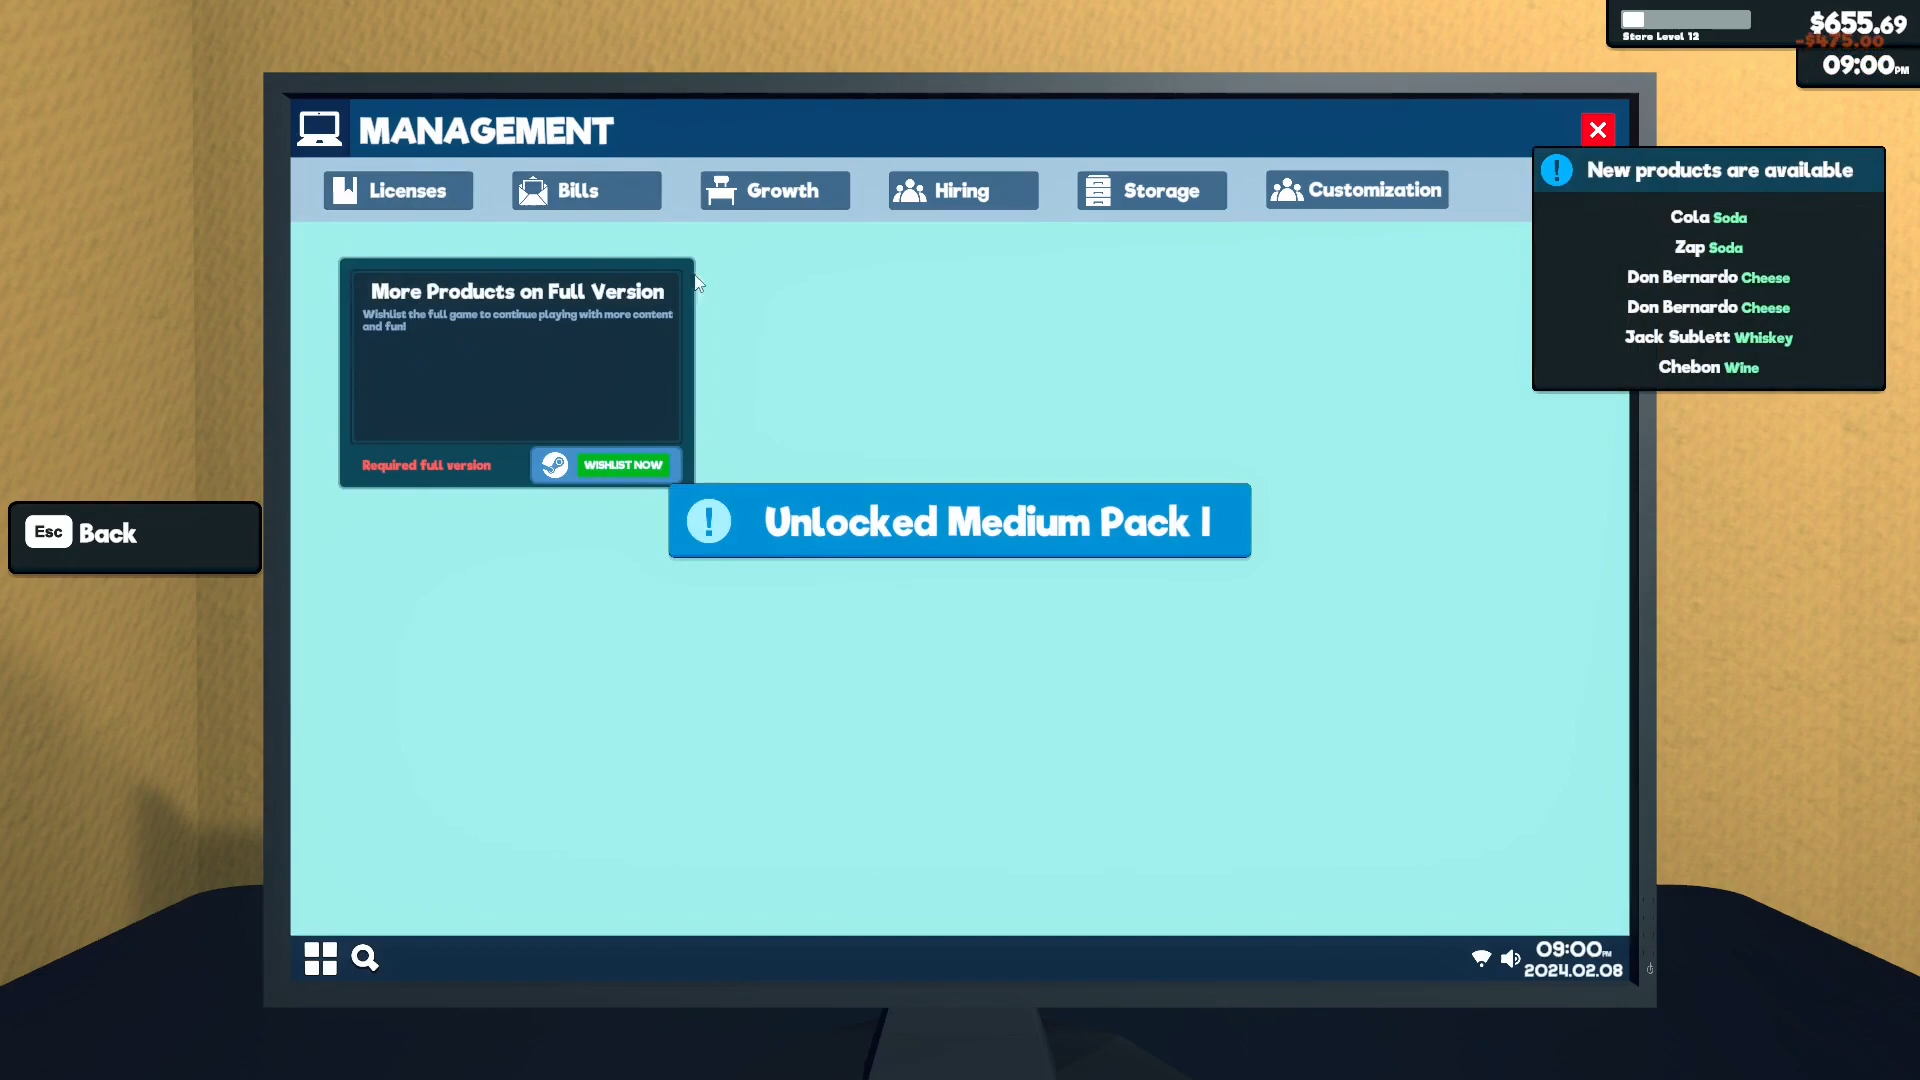 $655.69
-$475.00
Store Level 12
09:00PM
MANAGEMENT
Licenses
Bills
Growth
Hiring
Storage
Customization
New products are available
Cola Soda
Zap Soda
Don Bernardo Cheese
Don Bernardo Cheese
Jack Sublett Whiskey
Chebon Wine
More Products on Full Version
Wishlist the full game to continue playing with more content
and fun!
Required full version
WISHLIST NOW
Unlocked Medium Pack I
Esc Back
09:00PM
2024.02.08